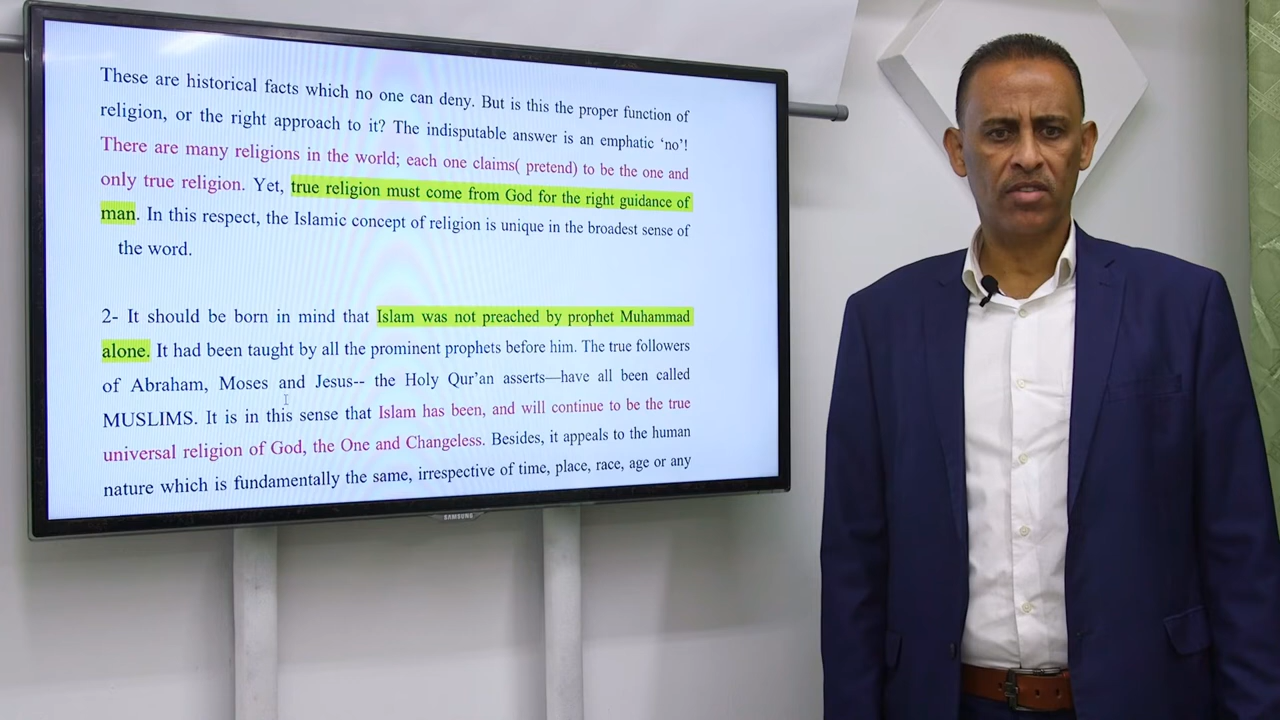 These are historical facts which no one can deny. But is this the proper function of
religion, or the right approach to it? The indisputable answer is an emphatic ‘no’!
There are many religions in the world; each one claims( pretend) to be the one and
only true religion. Yet, true religion must come from God for the right guidance of
man. In this respect, the Islamic concept of religion is unique in the broadest sense of
the word.
2- It should be born in mind that Islam was not preached by prophet Muhammad
alone. It had been taught by all the prominent prophets before him. The true followers
of Abraham, Moses and Jesus-- the Holy Qur’an asserts—have all been called
MUSLIMS. It is in this sense that Islam has been, and will continue to be the true
universal religion of God, the One and Changeless. Besides, it appeals to the human
nature which is fundamentally the same, irrespective of time, place, race, age or any
SAMSUNG